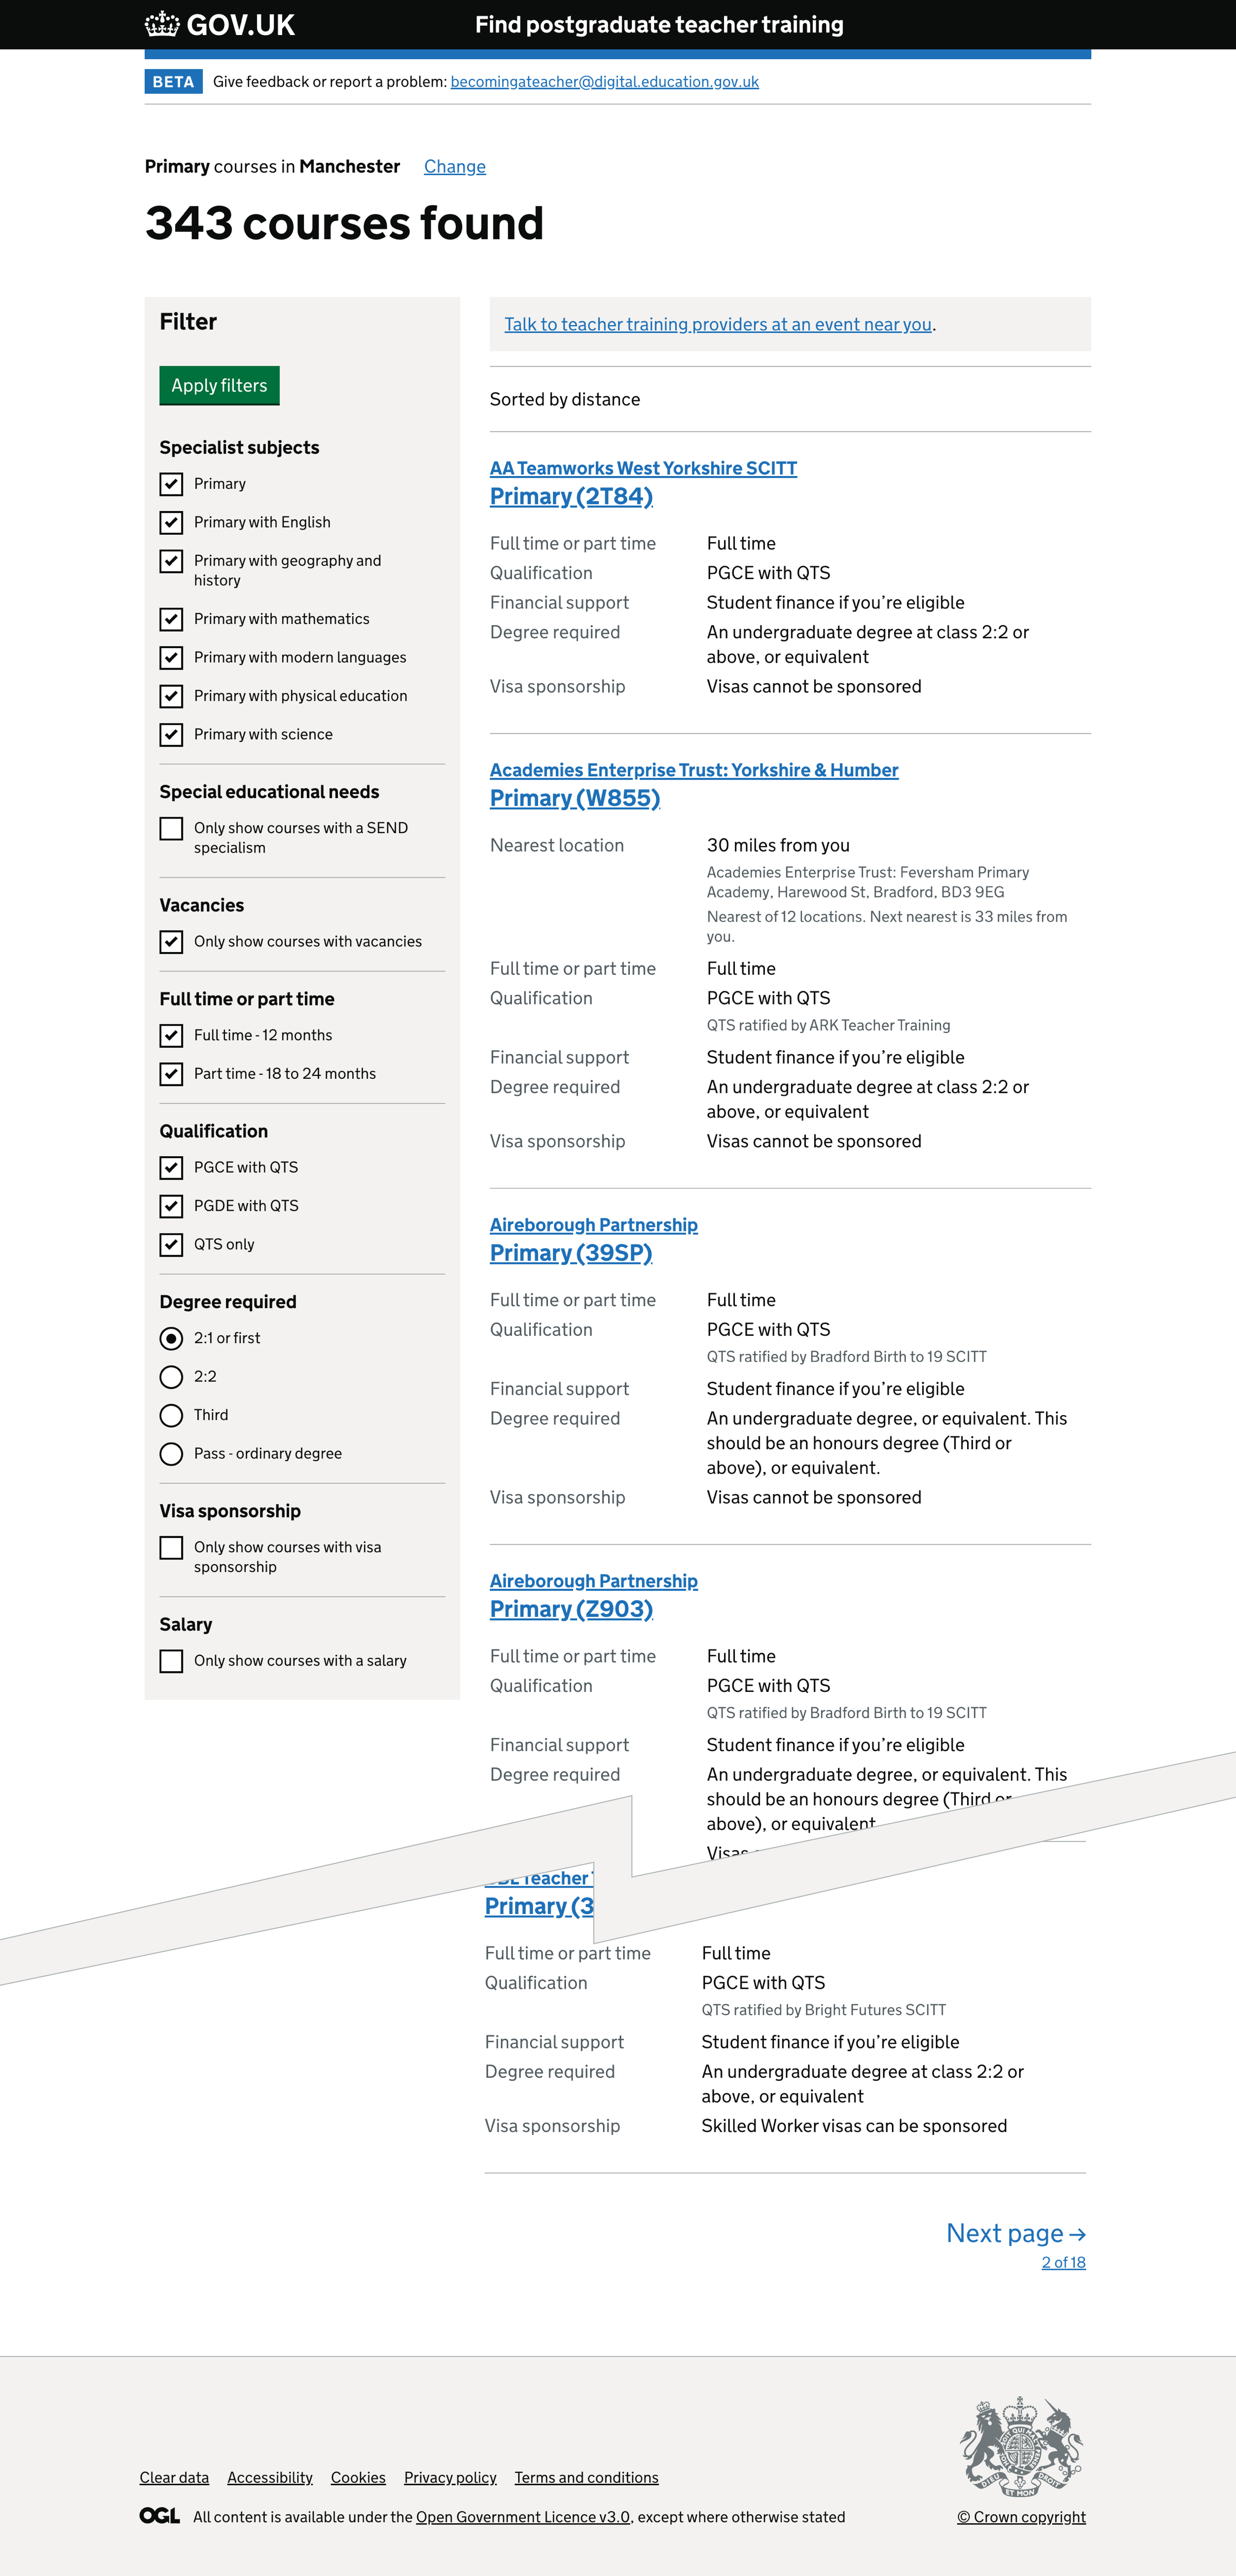 GOV.UK
Find postgraduate teacher training
BETA
Give feedback or report a problem: becomingateacher@digital.education.gov.uk
Primary courses in Manchester Change
343 courses found
Filter
Apply filters
Specialist subjects
Primary
Primary with English
Primary with geography and
history
Primary with mathematics
Primary with modern languages
Primary with physical education
Primary with science
Special educational needs
Only show courses with a SEND
specialism
Vacancies
Only show courses with vacancies
Full time or part time
Full time - 12 months
Part time - 18 to 24 months
Qualification
PGCE with QTS
PGDE with QTS
QTS only
Degree required
2:1 or first
2:2
Third
Pass - ordinary degree
Visa sponsorship
Only show courses with visa
sponsorship
Salary
Only show courses with a salary
Talk to teacher training providers at an event near you.
Sorted by distance
AA Teamworks West Yorkshire SCITT
Primary (2T84)
Full time or part time Full time
Qualification PGCE with QTS
Financial support Student finance if you’re eligible
Degree required An undergraduate degree at class 2:2 or
above, or equivalent
Visa sponsorship Visas cannot be sponsored
Academies Enterprise Trust: Yorkshire & Humber
Primary (W855)
Nearest location 30 miles from you
Academies Enterprise Trust: Feversham Primary
Academy, Harewood St, Bradford, BD3 9EG
Nearest of 12 locations. Next nearest is 33 miles from
you.
Full time or part time Full time
Qualification PGCE with QTS
QTS ratified by ARK Teacher Training
Financial support Student finance if you’re eligible
Degree required An undergraduate degree at class 2:2 or
above, or equivalent
Visa sponsorship Visas cannot be sponsored
Aireborough Partnership
Primary (39SP)
Full time or part time Full time
Qualification PGCE with QTS
QTS ratified by Bradford Birth to 19 SCITT
Financial support Student finance if you’re eligible
Degree required An undergraduate degree, or equivalent. This
should be an honours degree (Third or
above), or equivalent.
Visa sponsorship Visas cannot be sponsored
Aireborough Partnership
Primary (Z903)
Full time or part time Full time
Qualification PGCE with QTS
QTS ratified by Bradford Birth to 19 SCITT
Financial support Student finance if you’re eligible
Degree required An undergraduate degree, or equivalent. This
should be an honours degree (Third or
above), or equivalent
Visas
Teacher
Primary (3
Full time or part time Full time
Qualification PGCE with QTS
QTS ratified by Bright Futures SCITT
Financial support Student finance if you’re eligible
Degree required An undergraduate degree at class 2:2 or
above, or equivalent
Visa sponsorship Skilled Worker visas can be sponsored
Next page →
2 of 18
Clear data Accessibility Cookies Privacy policy Terms and conditions
OGL All content is available under the Open Government Licence v3.0, except where otherwise stated
DIEU ET MON DROIT
© Crown copyright